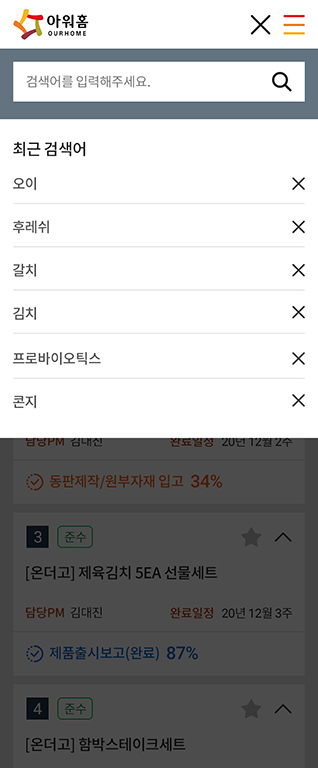 아워홈
OURHOME
검색어를 입력해주세요.
최근 검색어
오이
후레쉬
갈치
김치
프로바이오틱스
콘지
담당PM 김대진 완료일정 20년 12월 2주
동판제작/원부자재 입고 34%
3 준수
[온더고] 제육김치 5EA 선물세트
담당PM 김대진 완료일정 20년 12월 3주
제품출시보고(완료) 87%
4 준수
[온더고] 함박스테이크세트